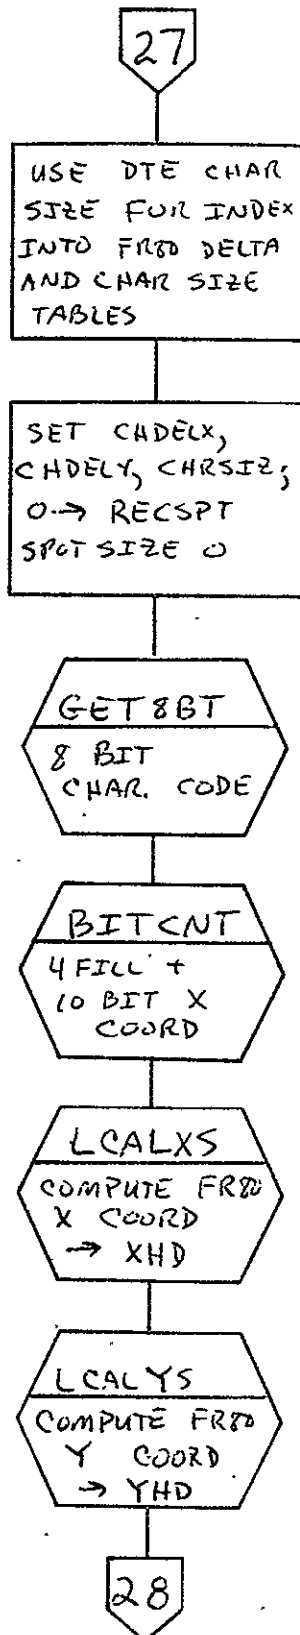 27
USE DTE CHAR
SIZE FOR INDEX
INTO FR80 DELTA
AND CHAR SIZE
TABLES
SET CHDELX,
CHDELY, CHRSIZ;
0 → RECSPT
SPOT SIZE 0
GET8BT
8 BIT
CHAR. CODE
BITCNT
4 FILL +
10 BIT X
COORD
LCALXS
COMPUTE FR80
X COORD
→ XHD
LCALYS
COMPUTE FR80
Y COORD
→ YHD
28